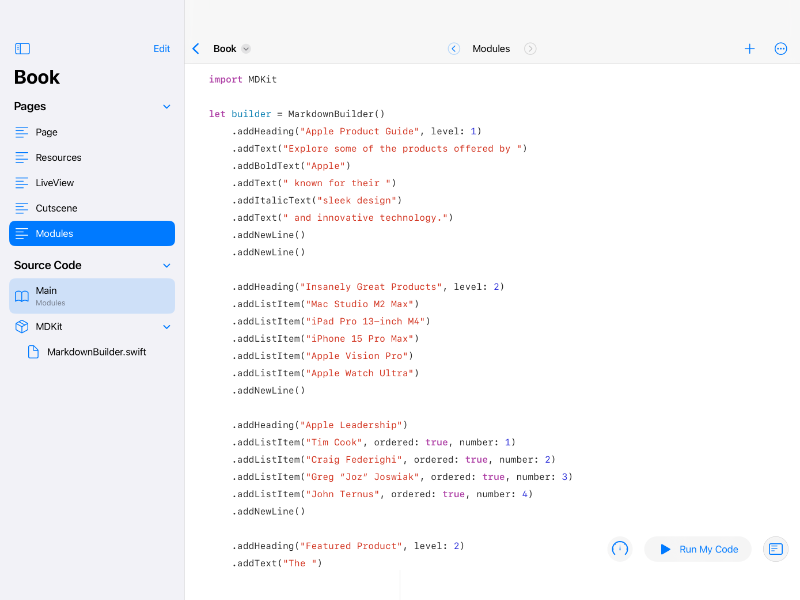 Edit
Book
Pages
Page
Resources
LiveView
Cutscene
Modules
Source Code
Main
Modules
MDKit
MarkdownBuilder.swift
Book
Modules
import MDKit
let builder = MarkdownBuilder()
.addHeading("Apple Product Guide", level: 1)
.addText("Explore some of the products offered by ")
.addBoldText("Apple")
.addText(" known for their ")
.addItalicText("sleek design")
.addText(" and innovative technology.")
.addNewLine()
.addNewLine()
.addHeading("Insanely Great Products", level: 2)
.addListItem("Mac Studio M2 Max")
.addListItem("iPad Pro 13-inch M4")
.addListItem("iPhone 15 Pro Max")
.addListItem("Apple Vision Pro")
.addListItem("Apple Watch Ultra")
.addNewLine()
.addHeading("Apple Leadership")
.addListItem("Tim Cook", ordered: true, number: 1)
.addListItem("Craig Federighi", ordered: true, number: 2)
.addListItem("Greg “Joz” Joswiak", ordered: true, number: 3)
.addListItem("John Ternus", ordered: true, number: 4)
.addNewLine()
.addHeading("Featured Product", level: 2)
.addText("The ")
Run My Code